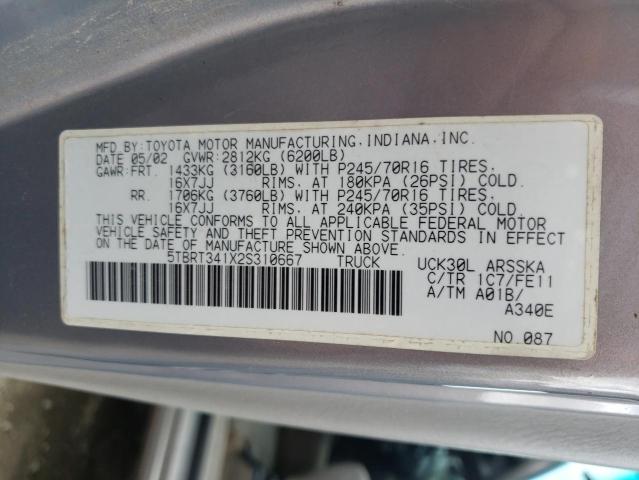 MFD.BY:TOYOTA MOTOR MANUFACTURING,INDIANA,INC.
DATE 05/02 GVWR:2812KG (6200LB)
GAWR:FRT. 1433KG (3160LB) WITH P245/70R16 TIRES.
16X7JJ RIMS. AT 180KPA (26PSI) COLD.
RR. 1706KG (3760LB) WITH P245/70R16 TIRES.
16X7JJ RIMS. AT 240KPA (35PSI) COLD.
THIS VEHICLE CONFORMS TO ALL APPLICABLE FEDERAL MOTOR
VEHICLE SAFETY AND THEFT PREVENTION STANDARDS IN EFFECT
ON THE DATE OF MANUFACTURE SHOWN ABOVE.
5TBRT341X2S310667 TRUCK
UCK30L ARSSKA
C/TR 1C7/FE11
A/TM A01B/
A340E
NO.087